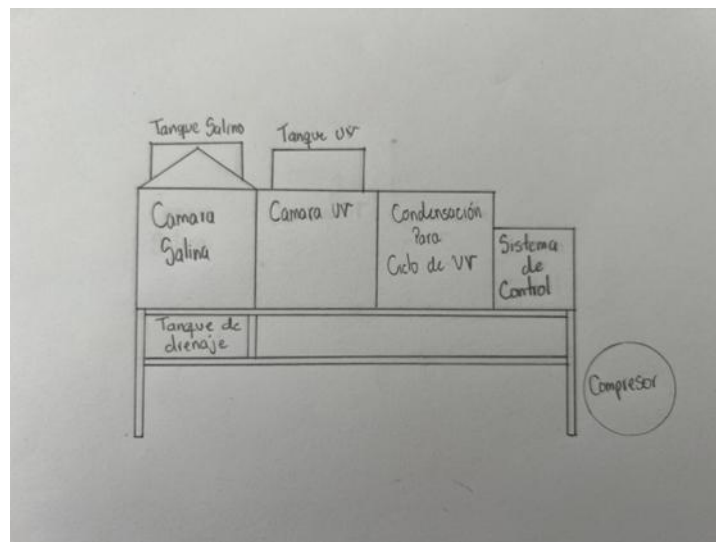 Tanque Salino
Tanque UV
Camara
Salina
Camara UV
Condensación
Para
Ciclo de UV
Sistema
de
Control
Tanque de
drenaje
Compresor